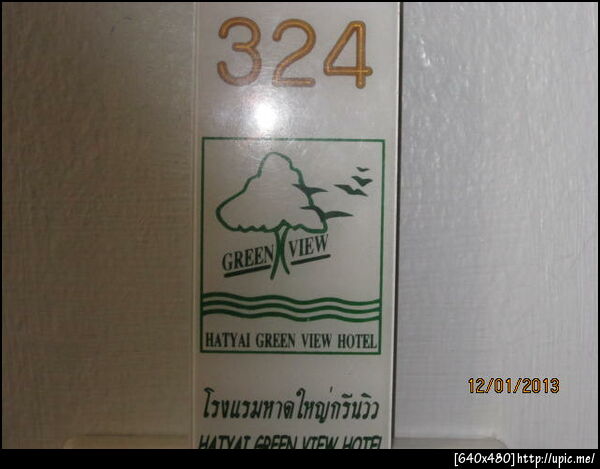 324
GREEN VIEW
HATYAI GREEN VIEW HOTEL
โรงแรมหาดใหญ่กรีนวิว
HATYAI GREEN VIEW HOTEL
12/01/2013
[640x480]http://upic.me/